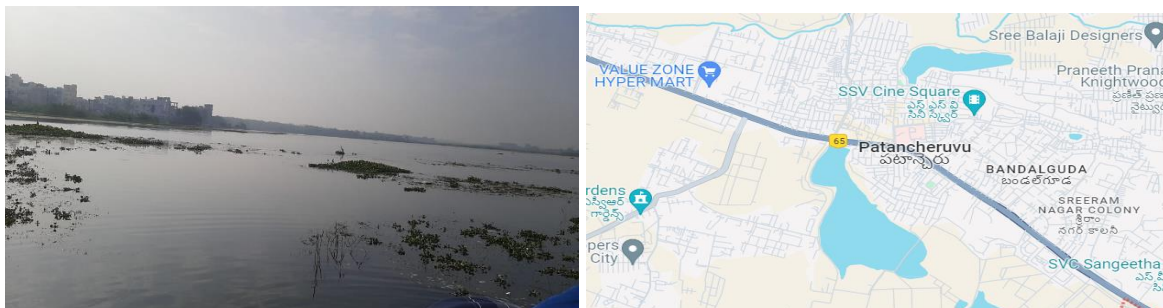 Sree Balaji Designers
VALUE ZONE
HYPER MART
Praneeth Prana
Knightwood
SSV Cine Square
ఎస్ ఎస్ వి
సినీ స్క్వేర్
65
Patancheruvu
పటాన్చెరు
BANDALGUDA
బండల్‌గూడ
SREERAM
NAGAR COLONY
శ్రీరాం
నగర్ కాలనీ
rdens
గార్డెన్స్
pers
City
SVC Sangeetha